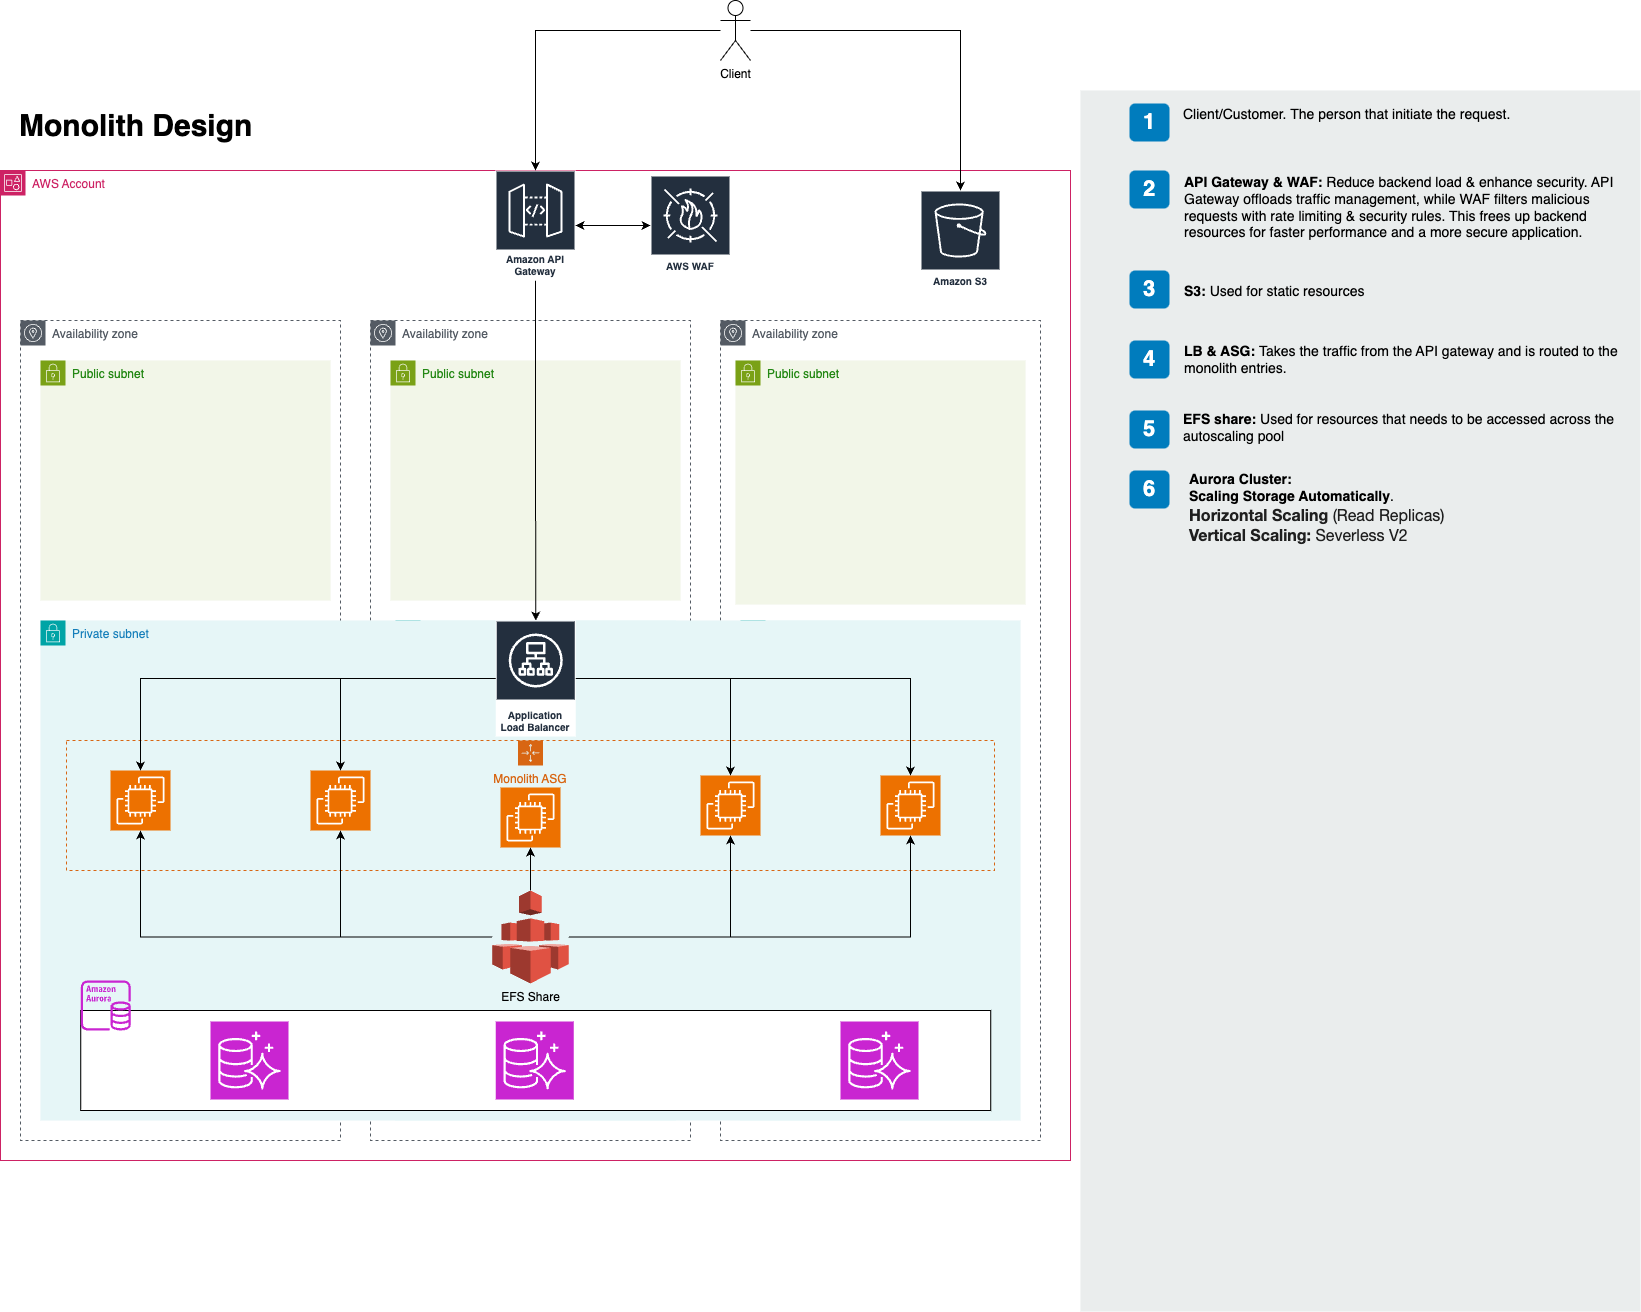 Client
Monolith Design
AWS Account
Amazon API
Gateway
AWS WAF
Amazon S3
Availability zone
Availability zone
Availability zone
Public subnet
Public subnet
Public subnet
Private subnet
Application
Load Balancer
Monolith ASG
EFS Share
Amazon
Aurora
1
Client/Customer. The person that initiate the request.
2
API Gateway & WAF: Reduce backend load & enhance security. API
Gateway offloads traffic management, while WAF filters malicious
requests with rate limiting & security rules. This frees up backend
resources for faster performance and a more secure application.
3
S3: Used for static resources
4
LB & ASG: Takes the traffic from the API gateway and is routed to the
monolith entries.
5
EFS share: Used for resources that needs to be accessed across the
autoscaling pool
6
Aurora Cluster:
Scaling Storage Automatically.
Horizontal Scaling (Read Replicas)
Vertical Scaling: Severless V2